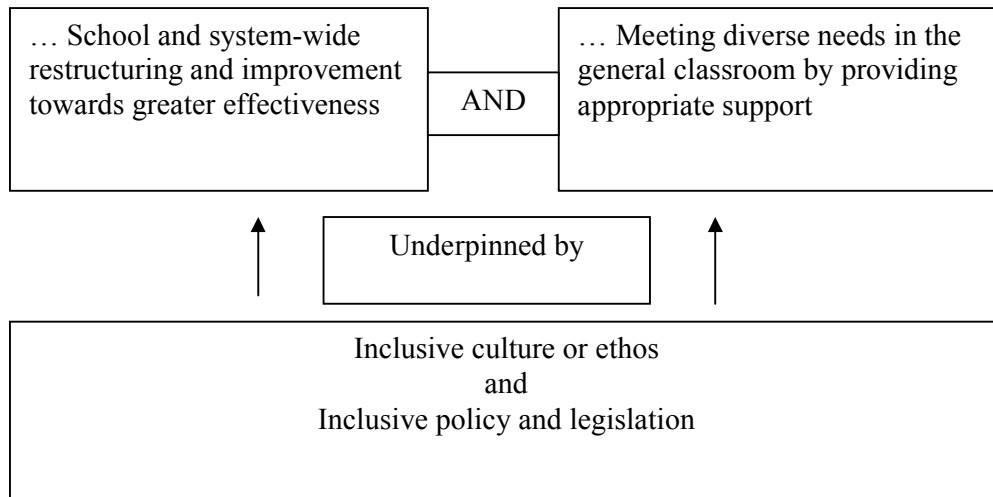 … School and system-wide
restructuring and improvement
towards greater effectiveness
AND
… Meeting diverse needs in the
general classroom by providing
appropriate support
Underpinned by
Inclusive culture or ethos
and
Inclusive policy and legislation